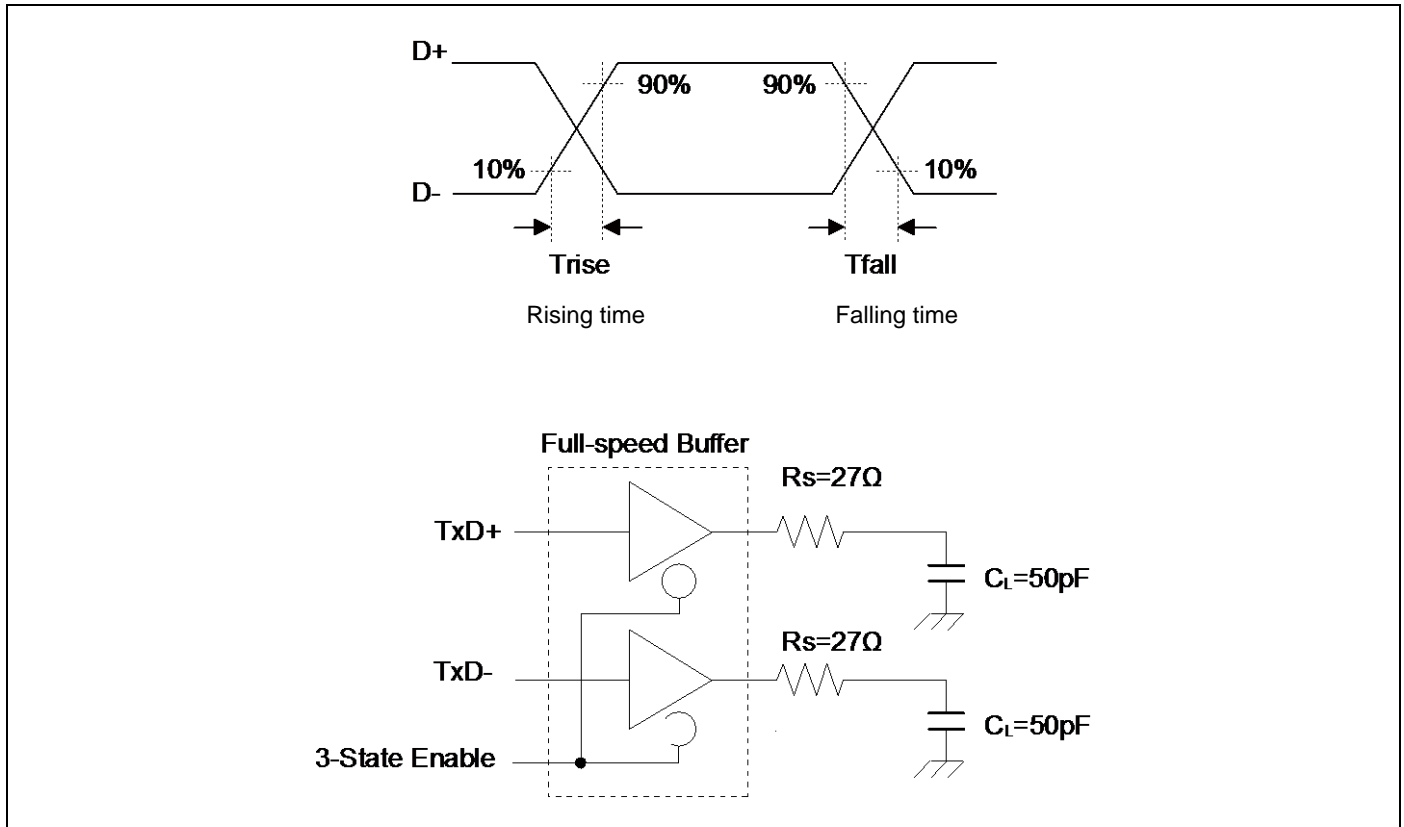 D+
90%
90%
10%
10%
D-
Trise
Tfall
Rising time
Falling time
Full-speed Buffer
Rs=27Ω
TxD+
CL=50pF
Rs=27Ω
TxD-
CL=50pF
3-State Enable